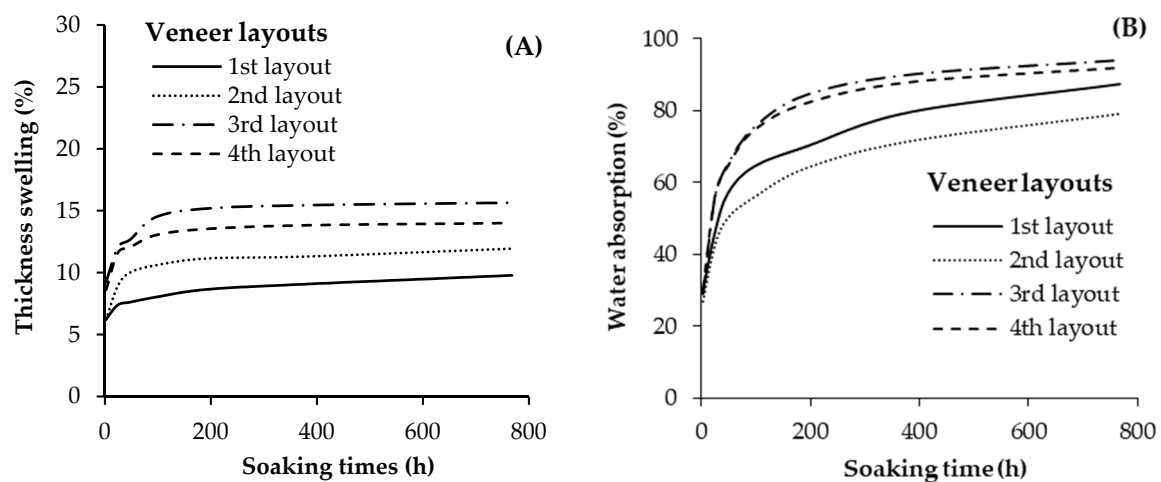 Veneer layouts
(A)
1st layout
2nd layout
3rd layout
4th layout
Thickness swelling (%)
30
25
20
15
10
5
0
0 200 400 600 800
Soaking times (h)
(B)
Water absorption (%)
100
80
60
40
20
0
Veneer layouts
1st layout
2nd layout
3rd layout
4th layout
0 200 400 600 800
Soaking time (h)